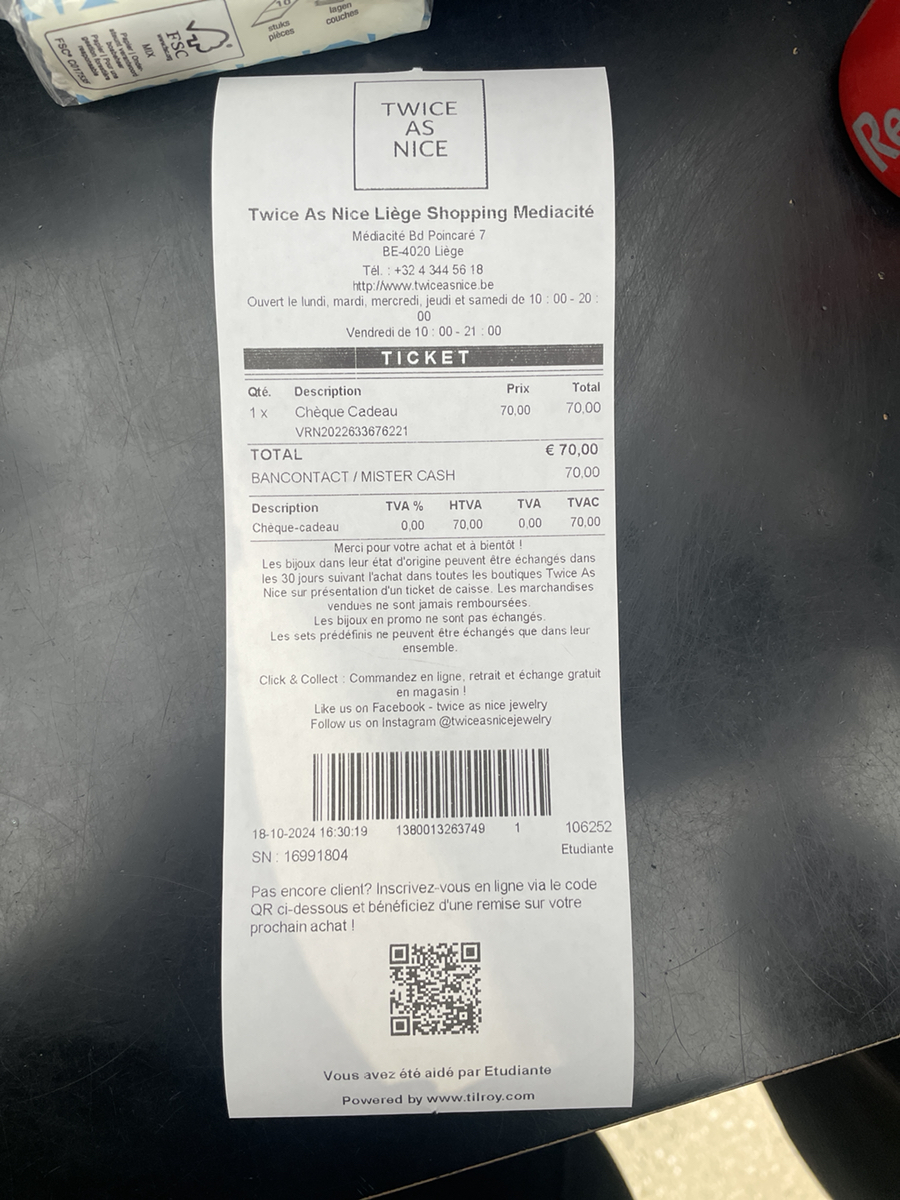 10
stuks
pièces
lagen
couches
FSC
MIX
FSC®
TWICE
AS
NICE
Re
Twice As Nice Liège Shopping Mediacité
Médiacité Bd Poincaré 7
BE-4020 Liège
Tél. : +32 4 344 56 18
http://www.twiceasnice.be
Ouvert le lundi, mardi, mercredi, jeudi et samedi de 10 : 00 - 20 :
00
Vendredi de 10 : 00 - 21 : 00
TICKET
Qté. Description Prix Total
1 x Chèque Cadeau 70,00 70,00
VRN2022633676221
TOTAL € 70,00
BANCONTACT / MISTER CASH 70,00
Description TVA % HTVA TVA TVAC
Chèque-cadeau 0,00 70,00 0,00 70,00
Merci pour votre achat et à bientôt !
Les bijoux dans leur état d'origine peuvent être échangés dans
les 30 jours suivant l'achat dans toutes les boutiques Twice As
Nice sur présentation d'un ticket de caisse. Les marchandises
vendues ne sont jamais remboursées.
Les bijoux en promo ne sont pas échangés.
Les sets prédéfinis ne peuvent être échangés que dans leur
ensemble.
Click & Collect : Commandez en ligne, retrait et échange gratuit
en magasin !
Like us on Facebook - twice as nice jewelry
Follow us on Instagram @twiceasnicejewelry
18-10-2024 16:30:19 1380013263749 1 106252
SN : 16991804 Etudiante
Pas encore client? Inscrivez-vous en ligne via le code
QR ci-dessous et bénéficiez d'une remise sur votre
prochain achat !
Vous avez été aidé par Etudiante
Powered by www.tilroy.com